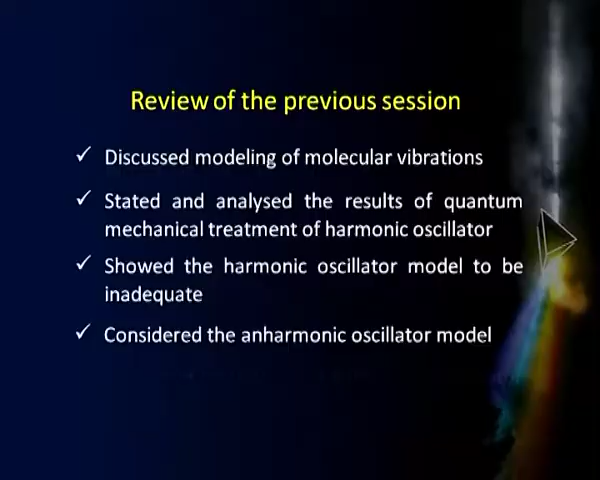 Review of the previous session
✓ Discussed modeling of molecular vibrations
✓ Stated and analysed the results of quantum
mechanical treatment of harmonic oscillator
✓ Showed the harmonic oscillator model to be
inadequate
✓ Considered the anharmonic oscillator model